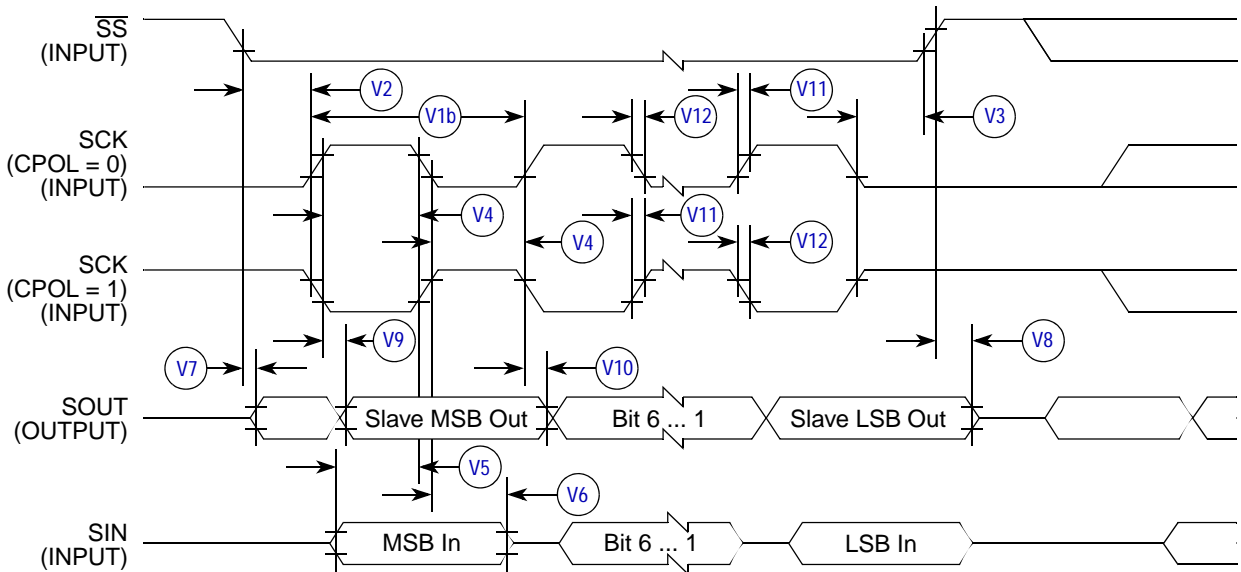 SS
(INPUT)
V2
V11
V1b
V12
V3
SCK
(CPOL = 0)
(INPUT)
V4
V11
V4
V12
SCK
(CPOL = 1)
(INPUT)
V7
V9
V10
V8
SOUT
(OUTPUT)
Slave MSB Out
Bit 6 ... 1
Slave LSB Out
V5
V6
SIN
(INPUT)
MSB In
Bit 6 ... 1
LSB In